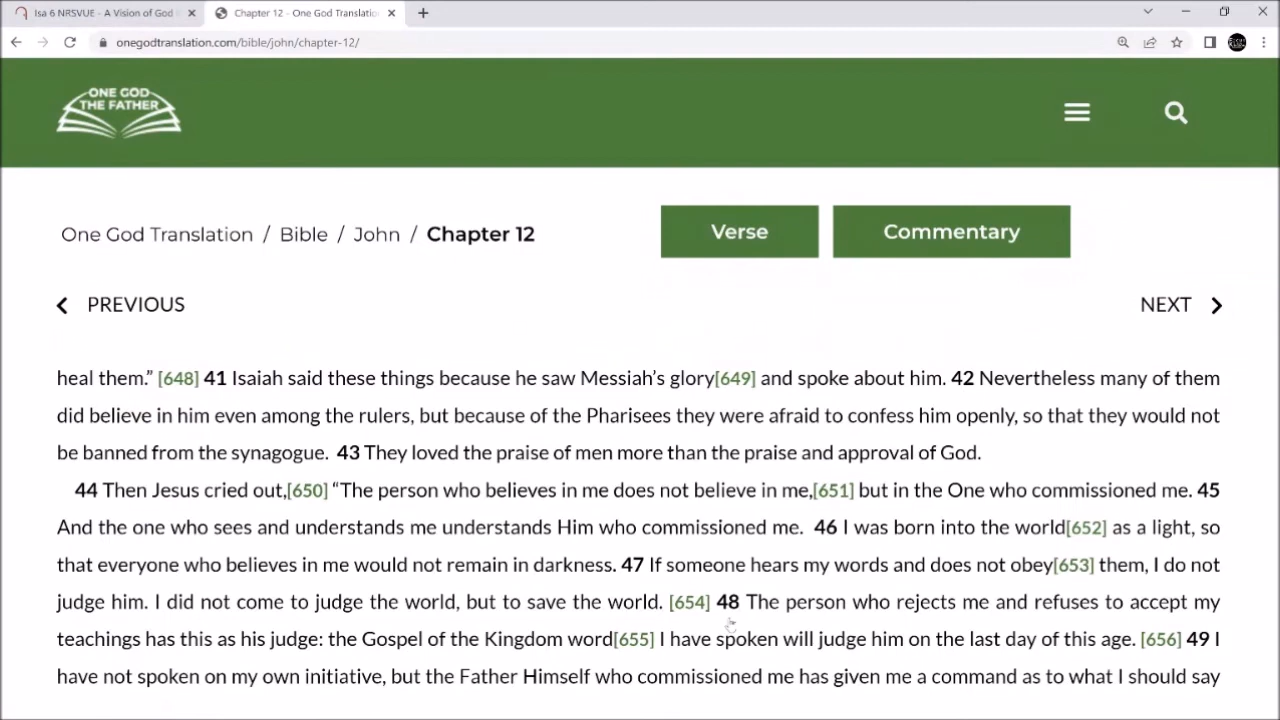 Isa 6 NRSVUE - A Vision of God
Chapter 12 - One God Translatio
onegodtranslation.com/bible/john/chapter-12/
ONE GOD
THE FATHER
One God Translation / Bible / John / Chapter 12
Verse
Commentary
PREVIOUS
NEXT
heal them.” [648] 41 Isaiah said these things because he saw Messiah’s glory[649] and spoke about him. 42 Nevertheless many of them
did believe in him even among the rulers, but because of the Pharisees they were afraid to confess him openly, so that they would not
be banned from the synagogue. 43 They loved the praise of men more than the praise and approval of God.
44 Then Jesus cried out,[650] “The person who believes in me does not believe in me,[651] but in the One who commissioned me. 45
And the one who sees and understands me understands Him who commissioned me. 46 I was born into the world[652] as a light, so
that everyone who believes in me would not remain in darkness. 47 If someone hears my words and does not obey[653] them, I do not
judge him. I did not come to judge the world, but to save the world. [654] 48 The person who rejects me and refuses to accept my
teachings has this as his judge: the Gospel of the Kingdom word[655] I have spoken will judge him on the last day of this age. [656] 49 I
have not spoken on my own initiative, but the Father Himself who commissioned me has given me a command as to what I should say